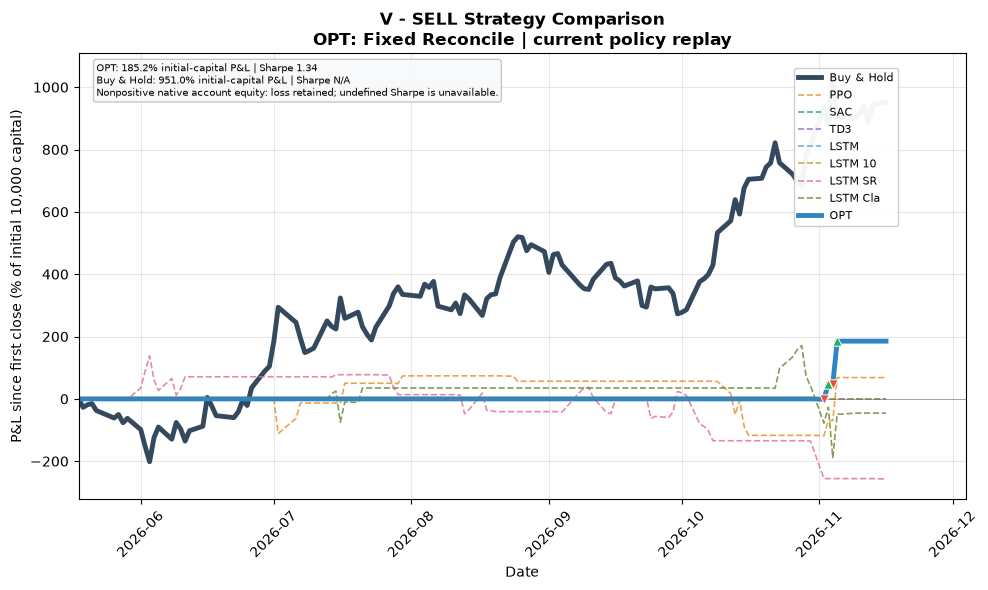 V - SELL Strategy Comparison
OPT: Fixed Reconcile | current policy replay
OPT: 185.2% initial-capital P&L | Sharpe 1.34
Buy & Hold: 951.0% initial-capital P&L | Sharpe N/A
Nonpositive native account equity: loss retained; undefined Sharpe is unavailable.
Buy & Hold
PPO
SAC
TD3
LSTM
LSTM 10
LSTM SR
LSTM Cla
OPT
P&L since first close (% of initial 10,000 capital)
1000
800
600
400
200
0
−200
2026-06
2026-07
2026-08
2026-09
2026-10
2026-11
2026-12
Date